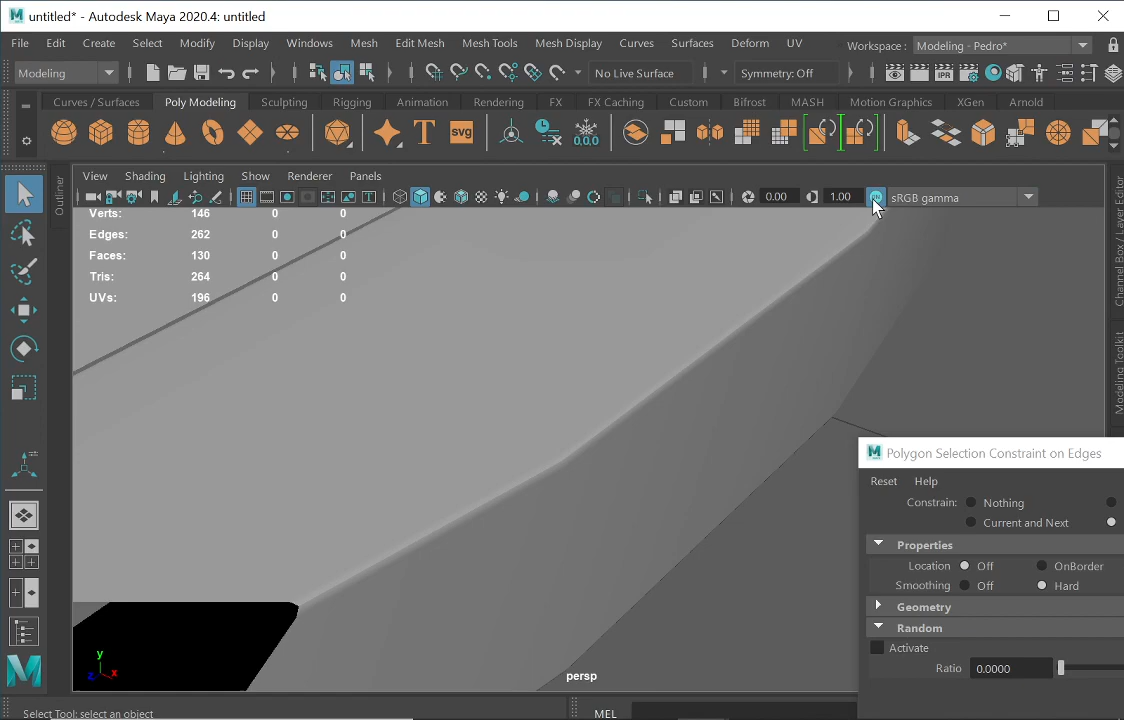 untitled* - Autodesk Maya 2020.4: untitled
File Edit Create Select Modify Display Windows Mesh Edit Mesh Mesh Tools Mesh Display Curves Surfaces Deform UV Workspace : Modeling - Pedro*
Modeling No Live Surface Symmetry: Off IPR
Curves / Surfaces Poly Modeling Sculpting Rigging Animation Rendering FX FX Caching Custom Bifrost MASH Motion Graphics XGen Arnold
T SVG 0,0,0
View Shading Lighting Show Renderer Panels
0.00 1.00 sRGB gamma
Outliner
Channel Box / Layer Editor
Modeling Toolkit
Verts: 146 0 0
Edges: 262 0 0
Faces: 130 0 0
Tris: 264 0 0
UVs: 196 0 0
Polygon Selection Constraint on Edges
Reset Help
Constrain: Nothing
Current and Next
Properties
Location Off OnBorder
Smoothing Off Hard
Geometry
Random
Activate
Ratio 0.0000
y
z x
persp
Select Tool: select an object MEL